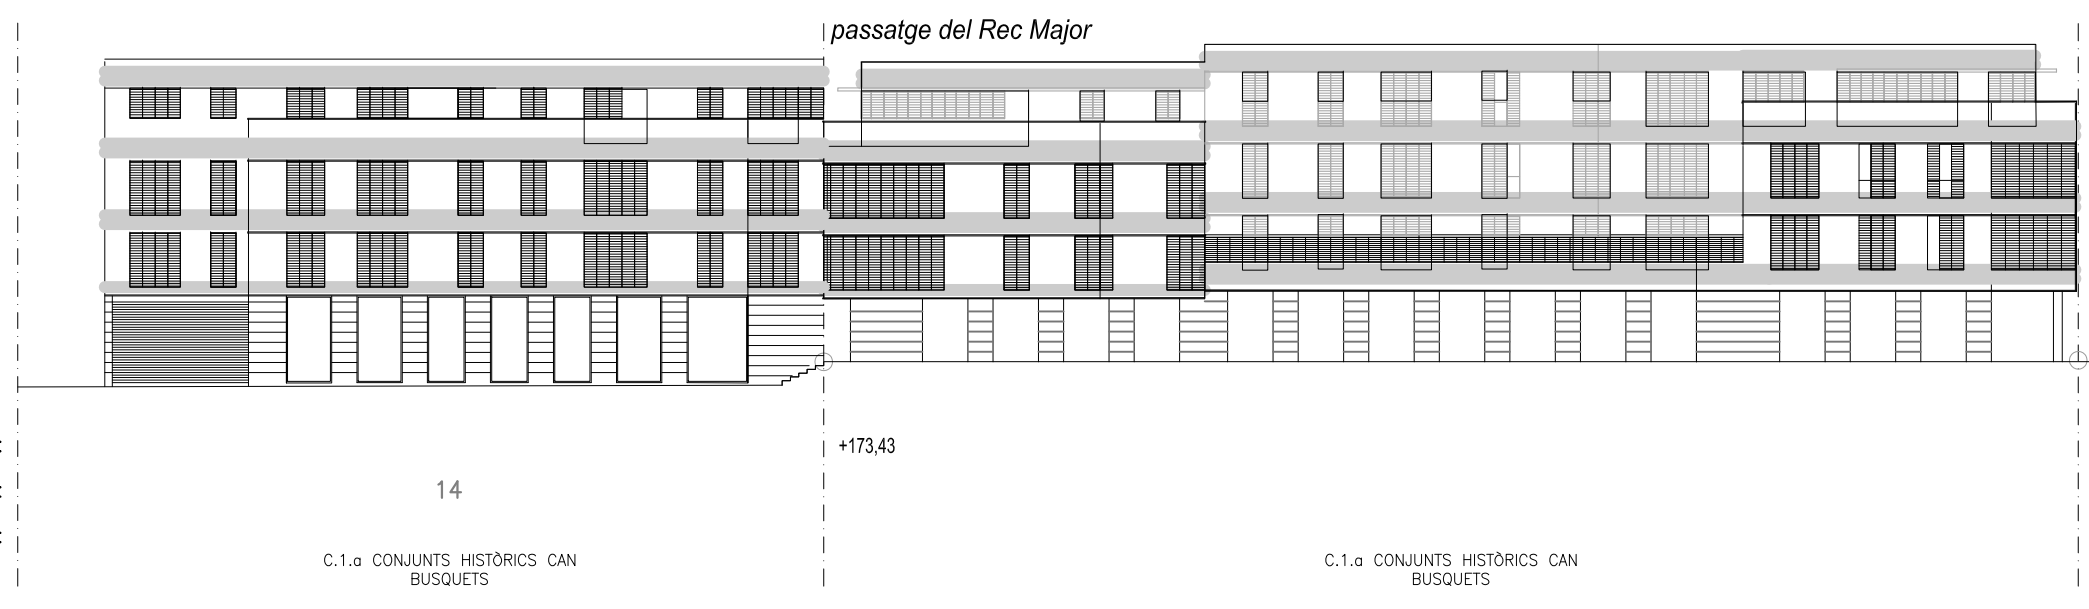 passatge del Rec Major
+173,43
14
C.1.a CONJUNTS HISTÒRICS CAN
BUSQUETS
C.1.a CONJUNTS HISTÒRICS CAN
BUSQUETS